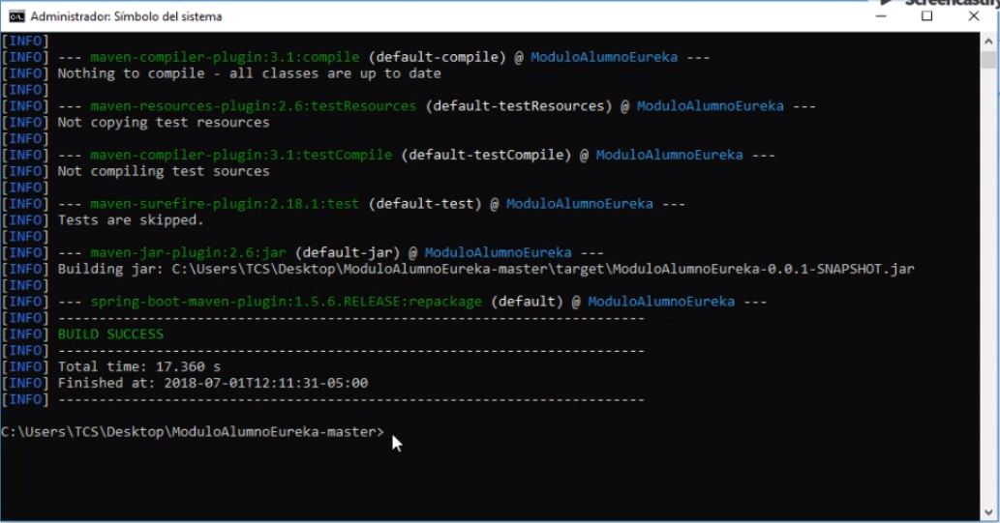 Screencastify
Administrador: Símbolo del sistema
[INFO]
[INFO] --- maven-compiler-plugin:3.1:compile (default-compile) @ ModuloAlumnoEureka ---
[INFO] Nothing to compile - all classes are up to date
[INFO]
[INFO] --- maven-resources-plugin:2.6:testResources (default-testResources) @ ModuloAlumnoEureka ---
[INFO] Not copying test resources
[INFO]
[INFO] --- maven-compiler-plugin:3.1:testCompile (default-testCompile) @ ModuloAlumnoEureka ---
[INFO] Not compiling test sources
[INFO]
[INFO] --- maven-surefire-plugin:2.18.1:test (default-test) @ ModuloAlumnoEureka ---
[INFO] Tests are skipped.
[INFO]
[INFO] --- maven-jar-plugin:2.6:jar (default-jar) @ ModuloAlumnoEureka ---
[INFO] Building jar: C:\Users\TCS\Desktop\ModuloAlumnoEureka-master\target\ModuloAlumnoEureka-0.0.1-SNAPSHOT.jar
[INFO]
[INFO] --- spring-boot-maven-plugin:1.5.6.RELEASE:repackage (default) @ ModuloAlumnoEureka ---
[INFO] ------------------------------------------------------------------------
[INFO] BUILD SUCCESS
[INFO] ------------------------------------------------------------------------
[INFO] Total time: 17.360 s
[INFO] Finished at: 2018-07-01T12:11:31-05:00
[INFO] ------------------------------------------------------------------------
C:\Users\TCS\Desktop\ModuloAlumnoEureka-master>